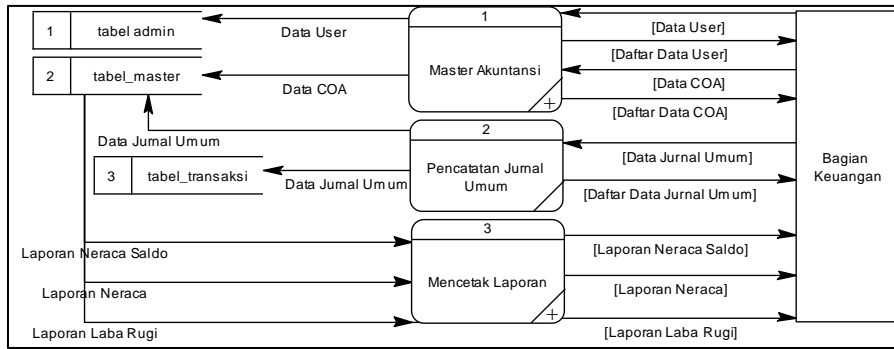 1
tabel admin
Data User
1
[Data User]
[Daftar Data User]
2
tabel_master
Data COA
Master Akuntansi
[Data COA]
[Daftar Data COA]
Data Jurnal Umum
2
3
tabel_transaksi
Data Jurnal Umum
Pencatatan Jurnal
Umum
[Data Jurnal Umum]
[Daftar Data Jurnal Umum]
Bagian
Keuangan
3
Laporan Neraca Saldo
[Laporan Neraca Saldo]
Laporan Neraca
Mencetak Laporan
[Laporan Neraca]
Laporan Laba Rugi
[Laporan Laba Rugi]